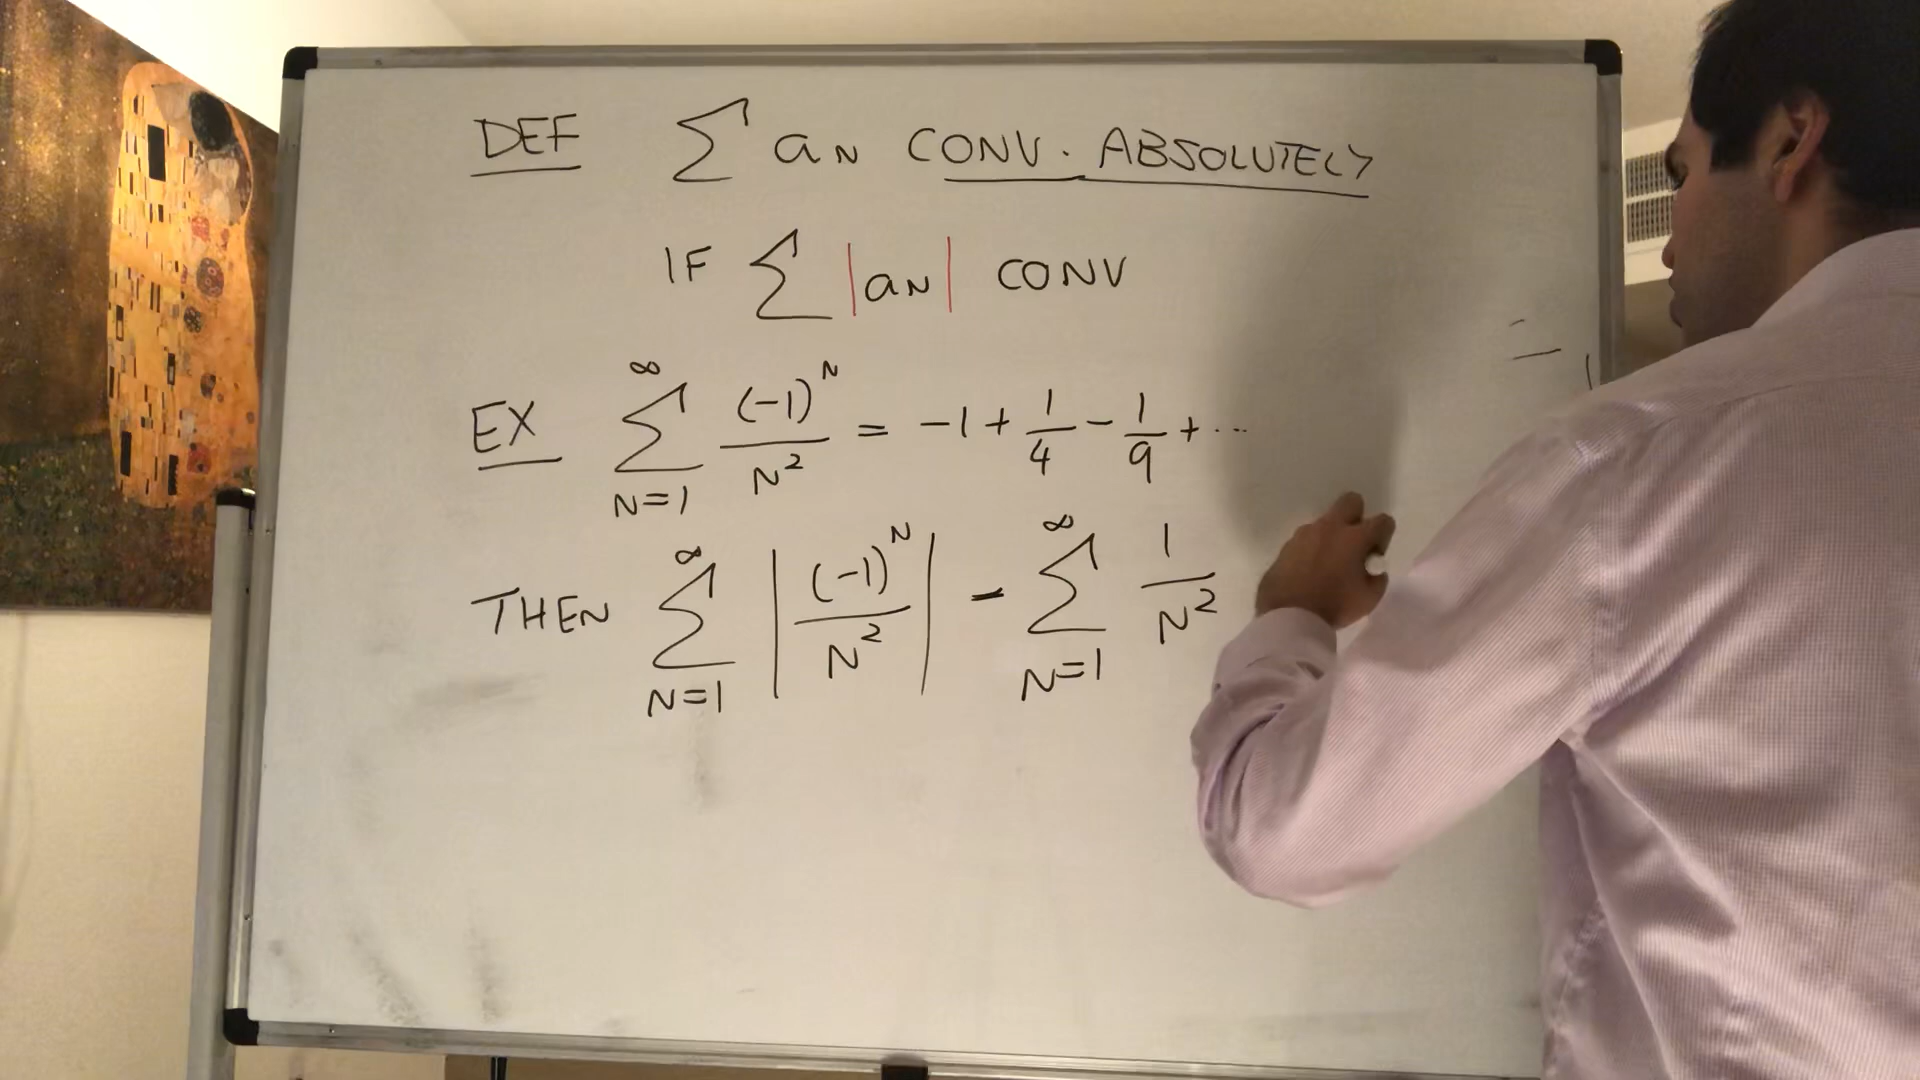 DEF ∑ aN CONV. ABSOLUTELY
IF ∑ |aN| CONV
EX ∑_{N=1}^{∞} (-1)^N / N^2 = -1 + 1/4 - 1/9 + ...
THEN ∑_{N=1}^{∞} |(-1)^N / N^2| - ∑_{N=1}^{∞} 1 / N^2